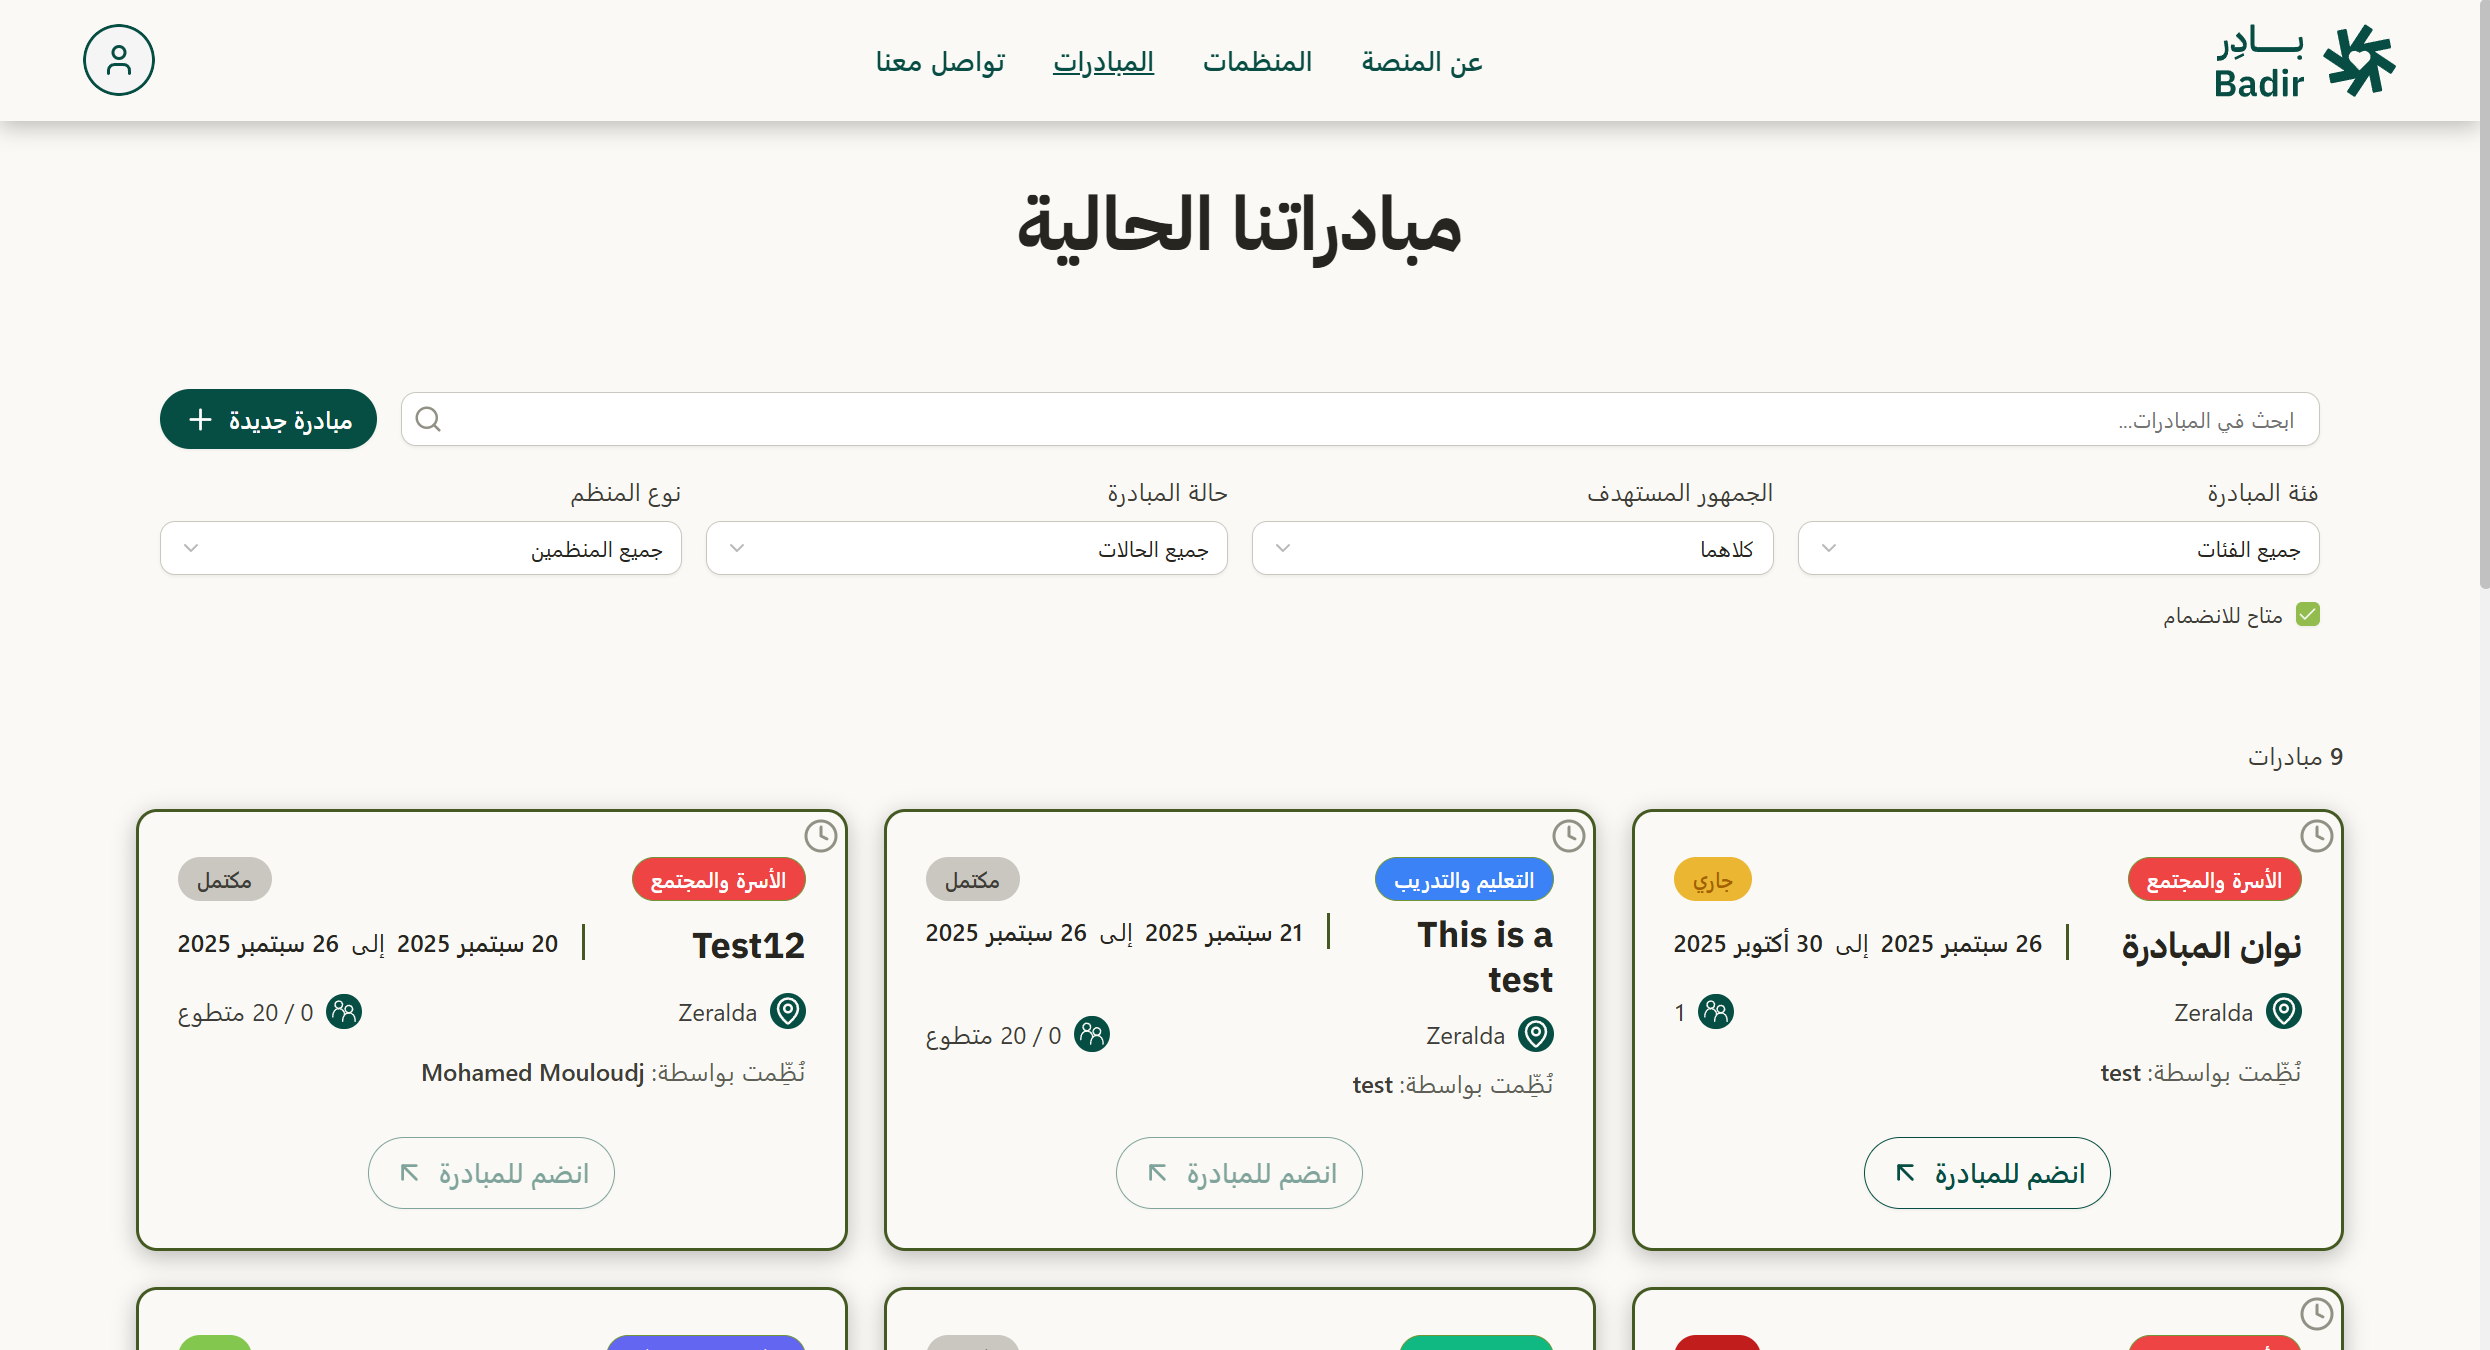 بـــادِر
Badir
عن المنصة
المنظمات
المبادرات
تواصل معنا
مبادراتنا الحالية
ابحث في المبادرات...
مبادرة جديدة
فئة المبادرة
الجمهور المستهدف
حالة المبادرة
نوع المنظم
جميع الفئات
كلاهما
جميع الحالات
جميع المنظمين
متاح للانضمام
9 مبادرات
الأسرة والمجتمع
جاري
نوان المبادرة
26 سبتمبر 2025 إلى 30 أكتوبر 2025
Zeralda
1
نُظِّمت بواسطة: test
انضم للمبادرة
التعليم والتدريب
مكتمل
This is a
test
21 سبتمبر 2025 إلى 26 سبتمبر 2025
Zeralda
0 / 20 متطوع
نُظِّمت بواسطة: test
انضم للمبادرة
الأسرة والمجتمع
مكتمل
Test12
20 سبتمبر 2025 إلى 26 سبتمبر 2025
Zeralda
0 / 20 متطوع
نُظِّمت بواسطة: Mohamed Mouloudj
انضم للمبادرة